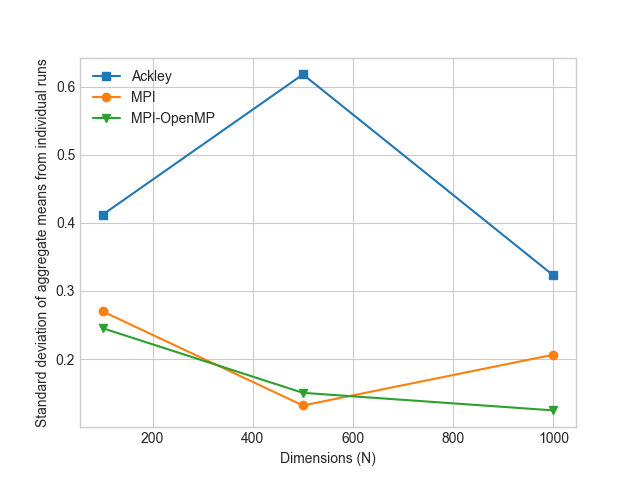 Standard deviation of aggregate means from individual runs
0.6
0.5
0.4
0.3
0.2
Ackley
MPI
MPI-OpenMP
200
400
600
800
1000
Dimensions (N)